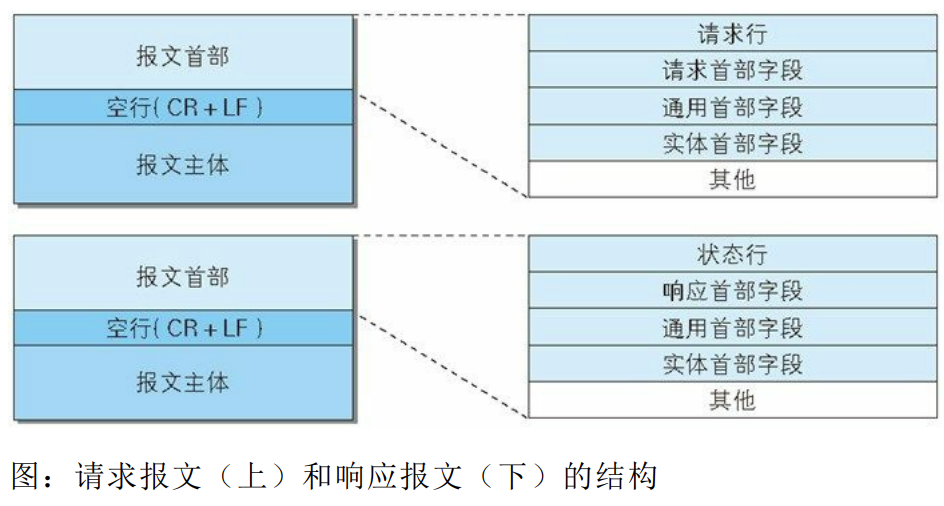 报文首部
空行(CR+LF)
报文主体
请求行
请求首部字段
通用首部字段
实体首部字段
其他
报文首部
空行(CR+LF)
报文主体
状态行
响应首部字段
通用首部字段
实体首部字段
其他
图：请求报文（上）和响应报文（下）的结构